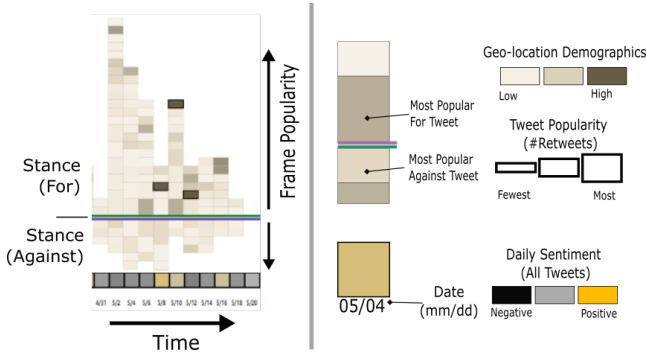 Stance
(For)
Stance
(Against)
Frame Popularity
4/31 5/2 5/4 5/6 5/8 5/10 5/12 5/14 5/16 5/18 5/20
Time
Most Popular
For Tweet
Most Popular
Against Tweet
05/04
Date
(mm/dd)
Geo-location Demographics
Low High
Tweet Popularity
(#Retweets)
Fewest Most
Daily Sentiment
(All Tweets)
Negative Positive